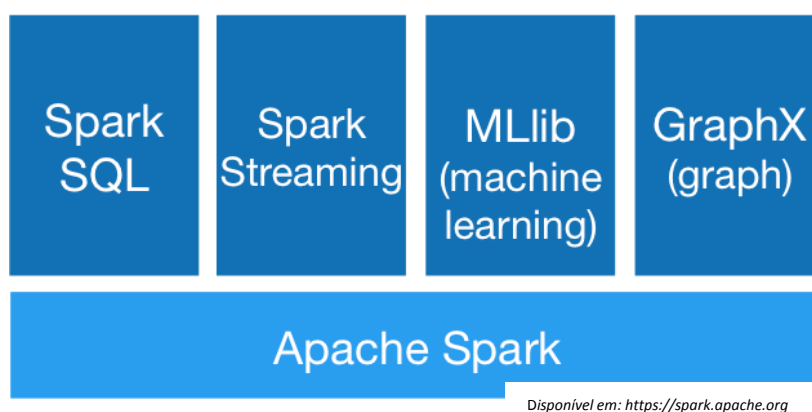 Spark
SQL
Spark
Streaming
MLlib
(machine
learning)
GraphX
(graph)
Apache Spark
Disponível em: https://spark.apache.org